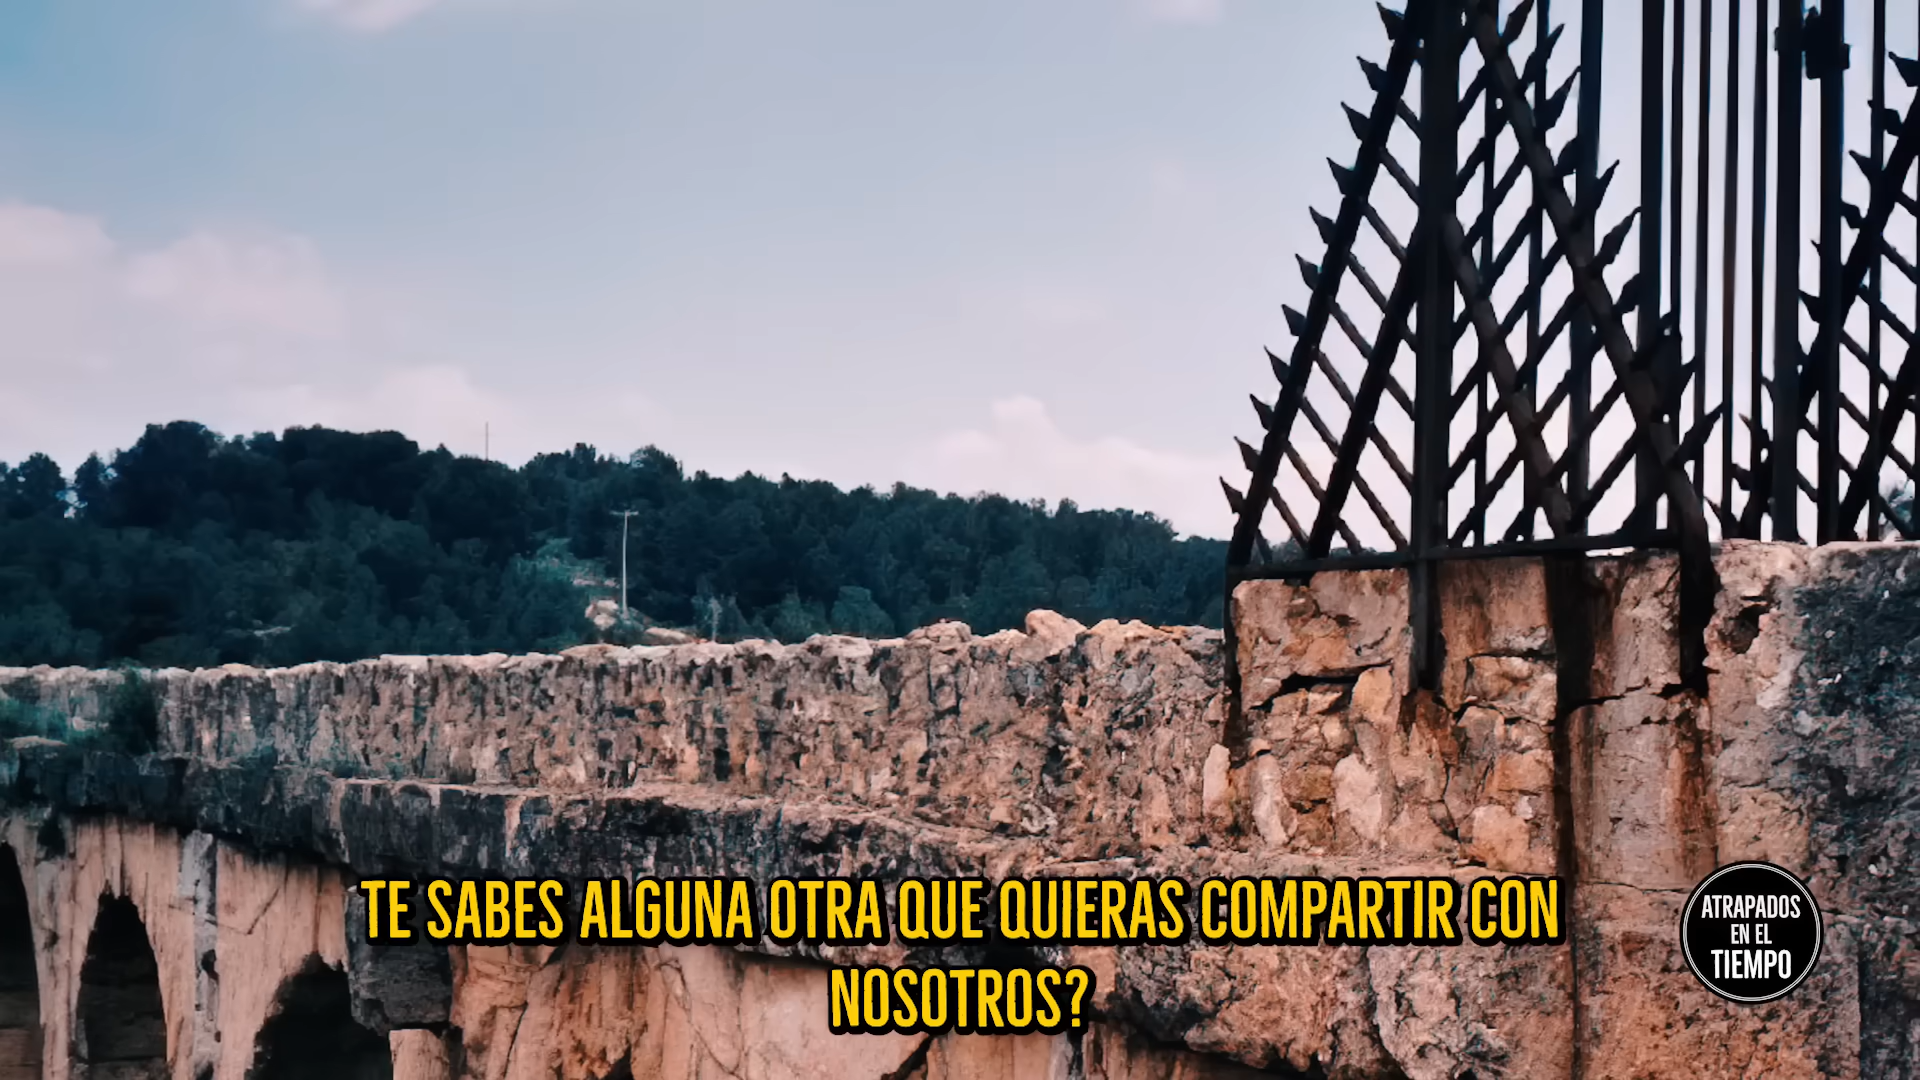 TE SABES ALGUNA OTRA QUE QUIERAS COMPARTIR CON
NOSOTROS?
ATRAPADOS
EN EL
TIEMPO